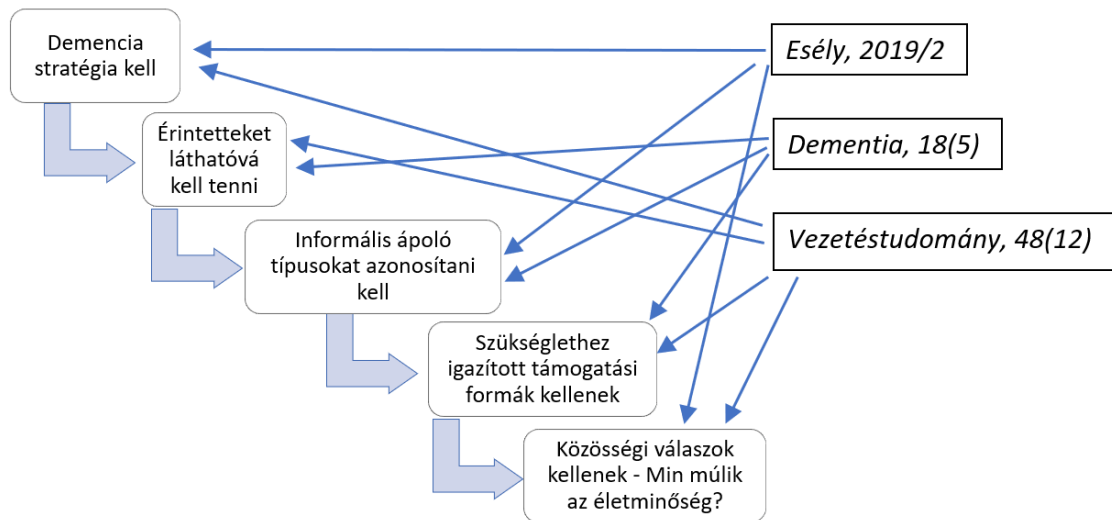 Demencia
stratégia kell
Érintetteket
láthatóvá
kell tenni
Informális ápoló
típusokat azonosítani
kell
Szükséglethez
igazított támogatási
formák kellenek
Közösségi válaszok
kellenek - Min múlik
az életminőség?
Esély, 2019/2
Dementia, 18(5)
Vezetéstudomány, 48(12)